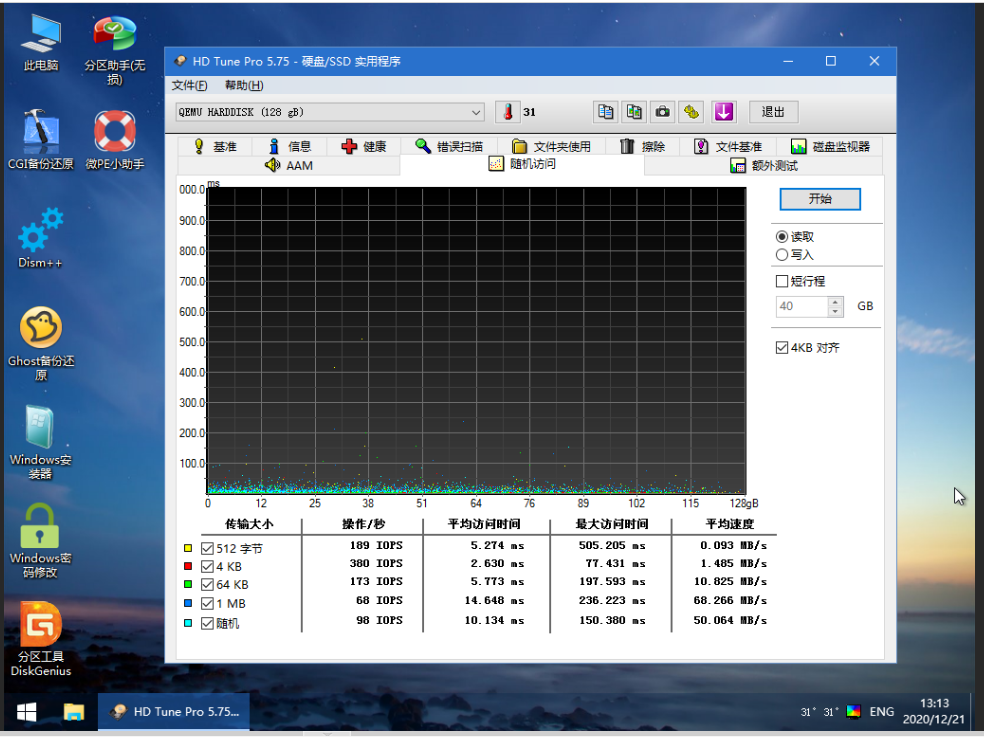 此电脑
分区助手(无
损)
CGI备份还原
微PE小助手
Dism++
Ghost备份还
原
Windows安
装器
Windows密
码修改
分区工具
DiskGenius
HD Tune Pro 5.75 - 硬盘/SSD 实用程序
文件(F) 帮助(H)
QEMU HARDDISK (128 gB)
31
退出
基准 信息 健康 错误扫描 文件夹使用 擦除 文件基准 磁盘监视器
AAM 随机访问 额外测试
ms
000.0
900.0
800.0
700.0
600.0
500.0
400.0
300.0
200.0
100.0
0 12 25 38 51 64 76 89 102 115 128gB
开始
读取
写入
短行程
40 GB
4KB 对齐
传输大小 操作/秒 平均访问时间 最大访问时间 平均速度
512 字节 189 IOPS 5.274 ms 505.205 ms 0.093 MB/s
4 KB 380 IOPS 2.630 ms 77.431 ms 1.485 MB/s
64 KB 173 IOPS 5.773 ms 197.593 ms 10.825 MB/s
1 MB 68 IOPS 14.648 ms 236.223 ms 68.266 MB/s
随机 98 IOPS 10.134 ms 150.380 ms 50.064 MB/s
HD Tune Pro 5.75...
31° 31° ENG
13:13
2020/12/21